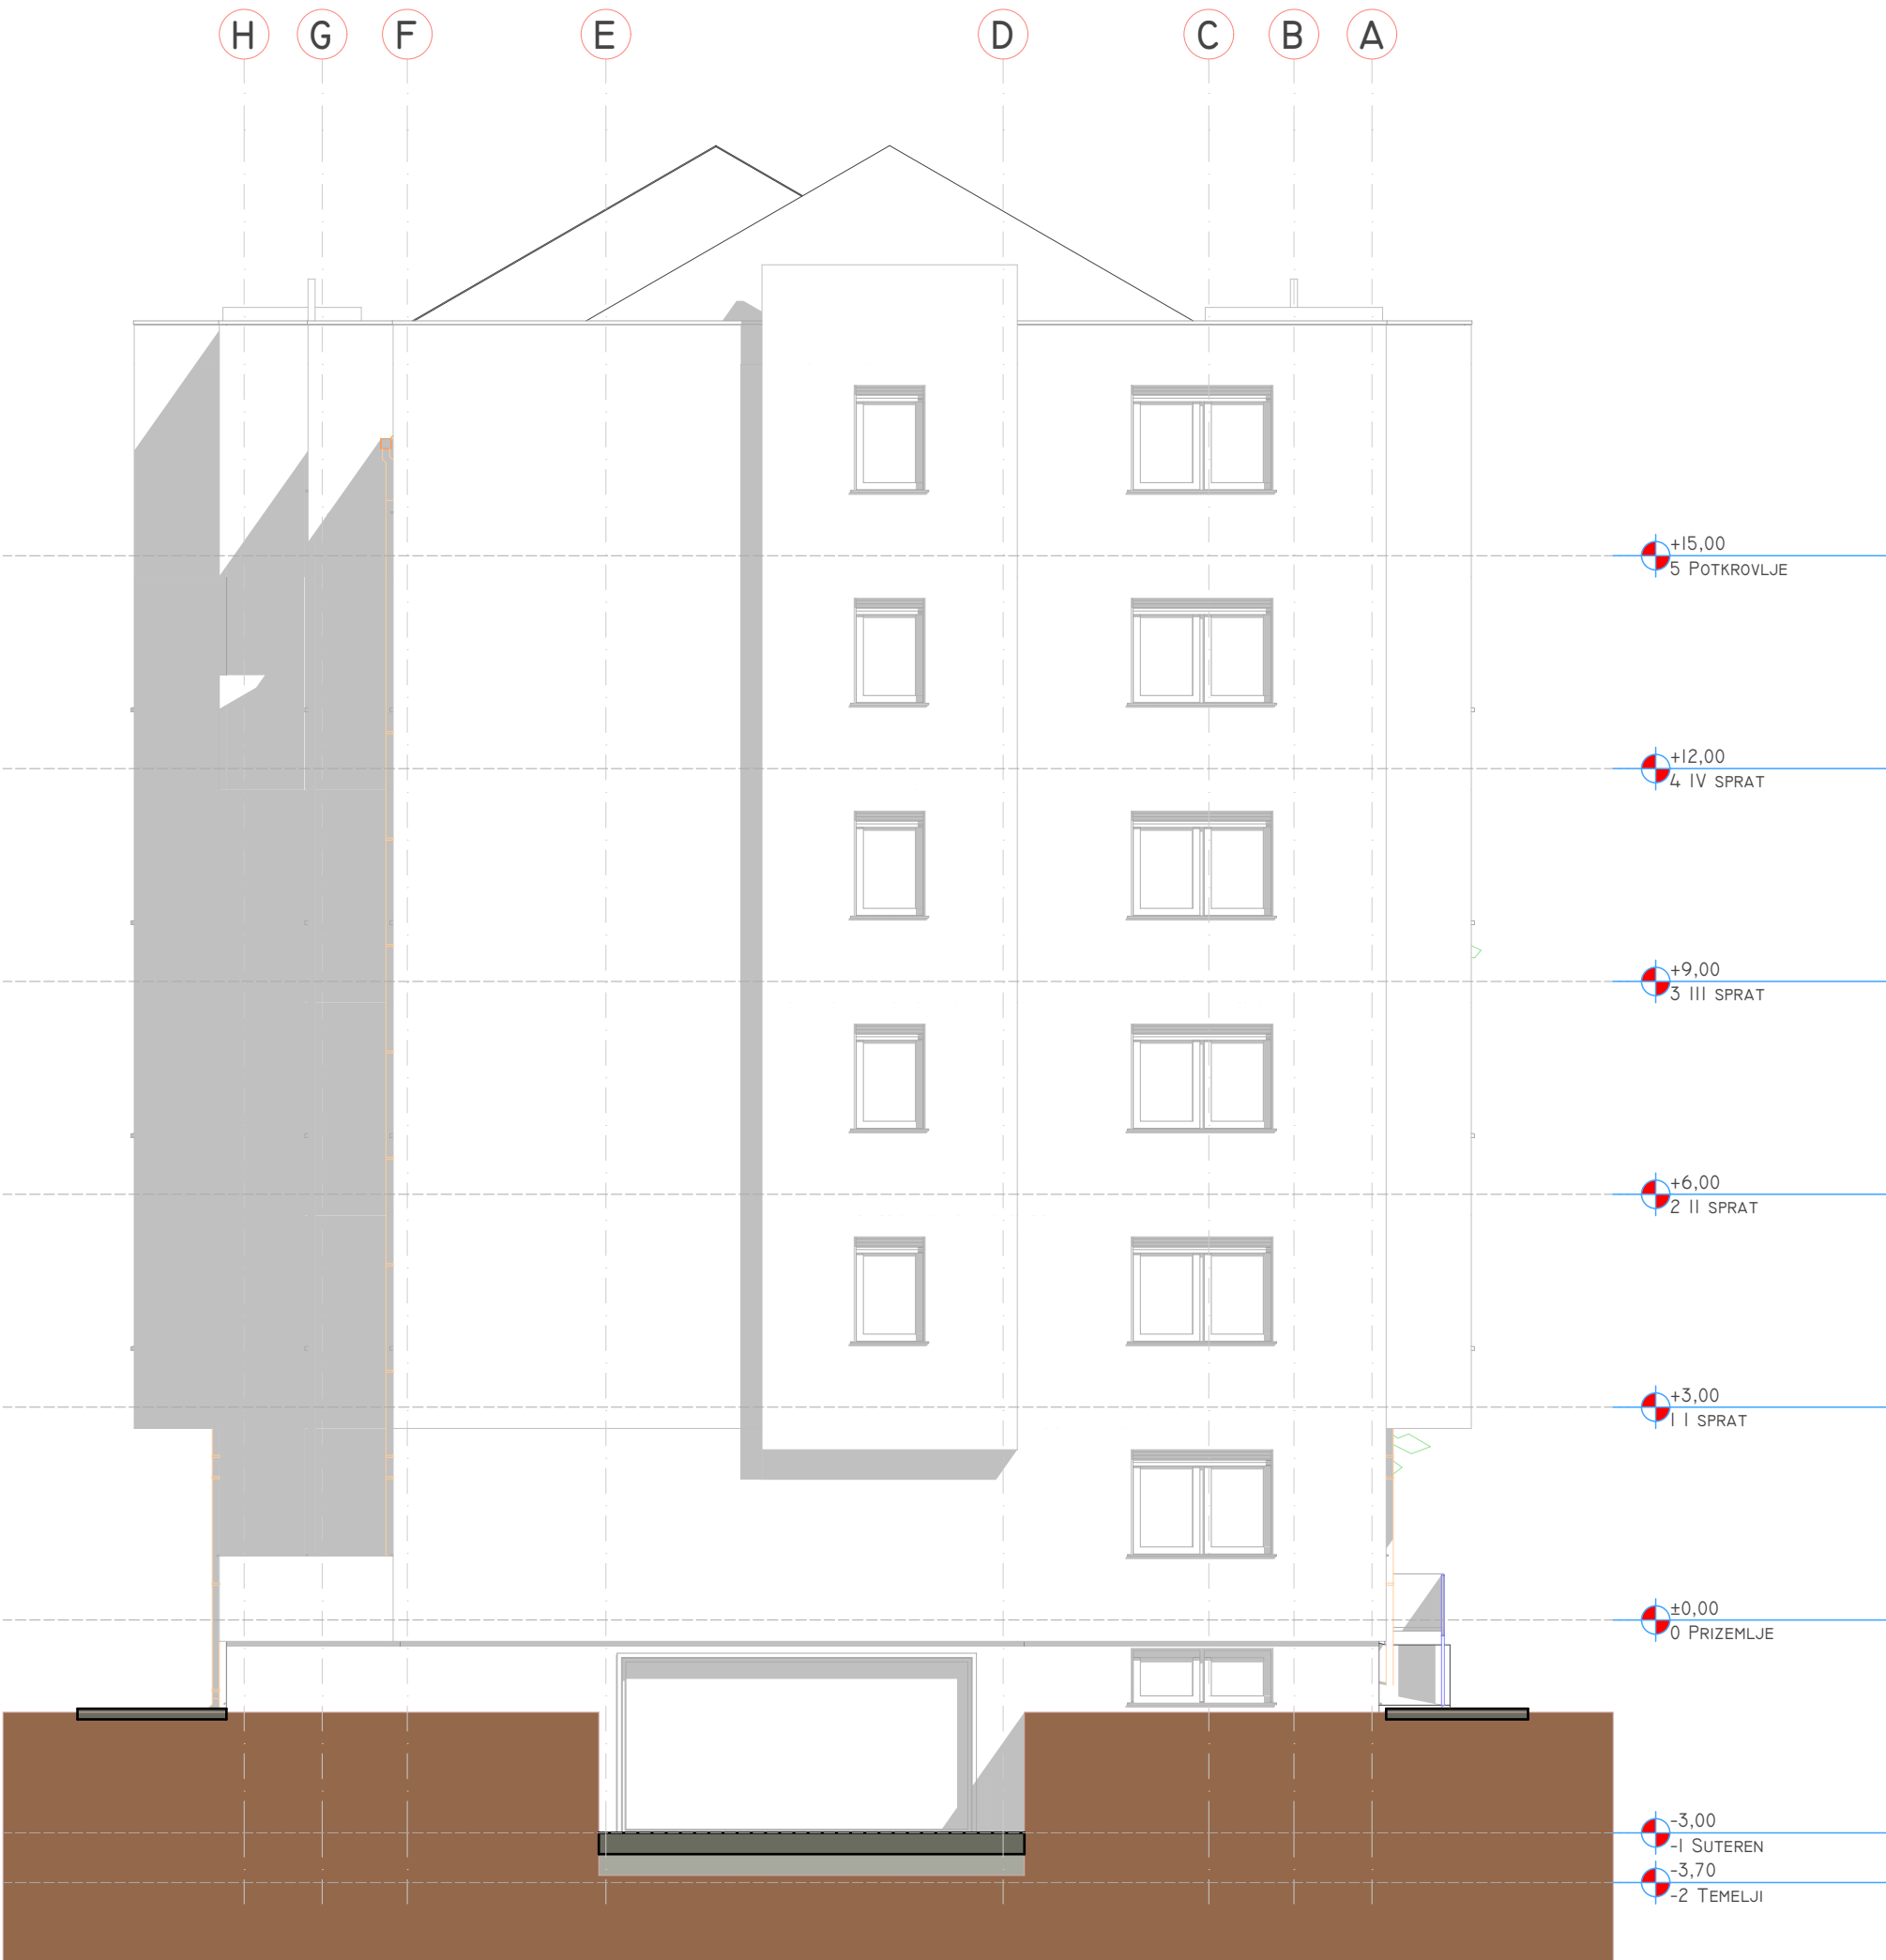 H G F E D C B A
+15,00
5 POTKROVLJE
+12,00
4 IV SPRAT
+9,00
3 III SPRAT
+6,00
2 II SPRAT
+3,00
1 I SPRAT
±0,00
0 PRIZEMLJE
-3,00
-1 SUTEREN
-3,70
-2 TEMELJI